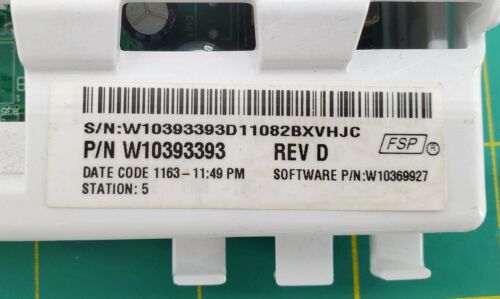 S/N:W10393393D11082BXVHJC
P/N W10393393 REV D FSP ®
DATE CODE 1163-11:49 PM SOFTWARE P/N:W10369927
STATION: 5